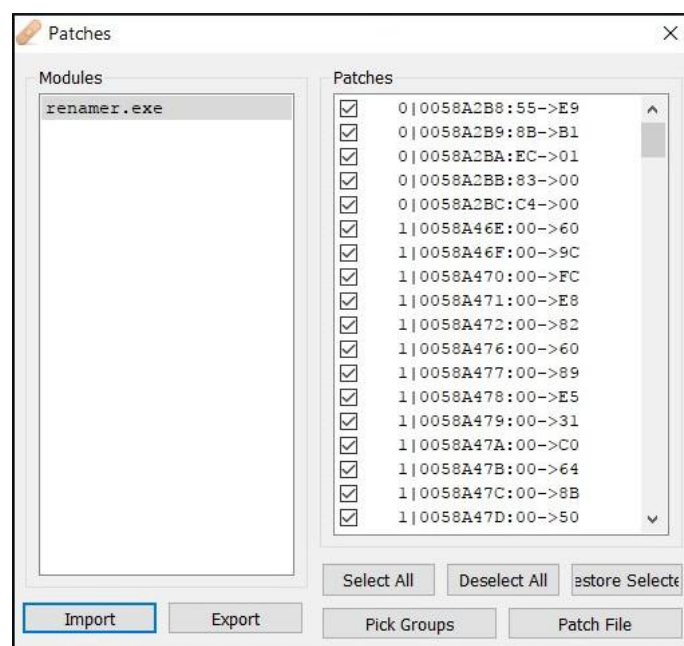 Patches
Modules
renamer.exe
Patches
0|0058A2B8:55->E9
0|0058A2B9:8B->B1
0|0058A2BA:EC->01
0|0058A2BB:83->00
0|0058A2BC:C4->00
1|0058A46E:00->60
1|0058A46F:00->9C
1|0058A470:00->FC
1|0058A471:00->E8
1|0058A472:00->82
1|0058A476:00->60
1|0058A477:00->89
1|0058A478:00->E5
1|0058A479:00->31
1|0058A47A:00->C0
1|0058A47B:00->64
1|0058A47C:00->8B
1|0058A47D:00->50
Select All
Deselect All
estore Selecte
Import
Export
Pick Groups
Patch File